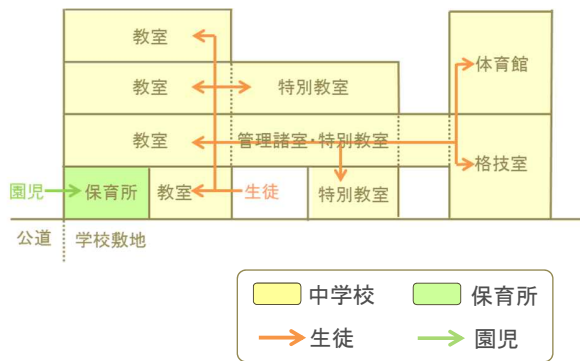 教室
体育館
教室
特別教室
教室
管理諸室・特別教室
格技室
園児
保育所
教室
生徒
特別教室
公道
学校敷地
中学校
保育所
生徒
園児